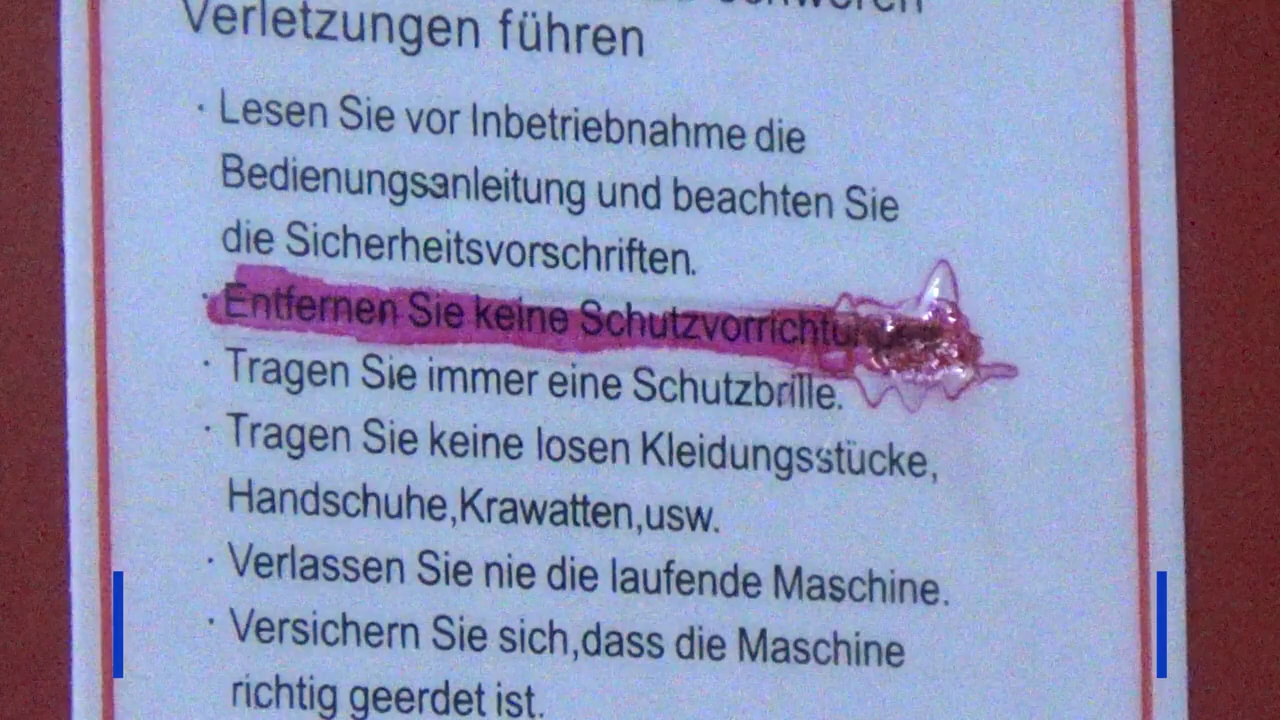 Verletzungen führen
· Lesen Sie vor Inbetriebnahme die
Bedienungsanleitung und beachten Sie
die Sicherheitsvorschriften.
· Entfernen Sie keine
· Tragen Sie immer eine Schutzbrille.
· Tragen Sie keine losen Kleidungsstücke,
Handschuhe,Krawatten,usw.
· Verlassen Sie nie die laufende Maschine.
· Versichern Sie sich,dass die Maschine
richtig geerdet ist.